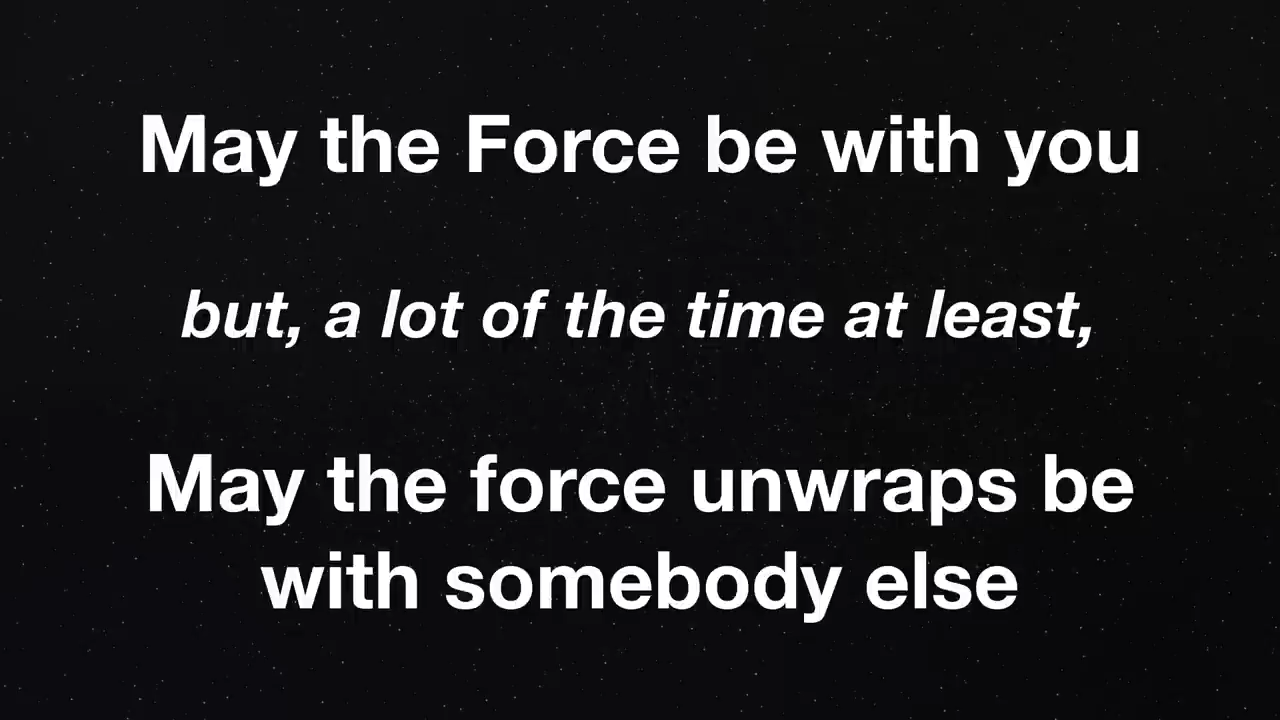 May the Force be with you
but, a lot of the time at least,
May the force unwraps be
with somebody else